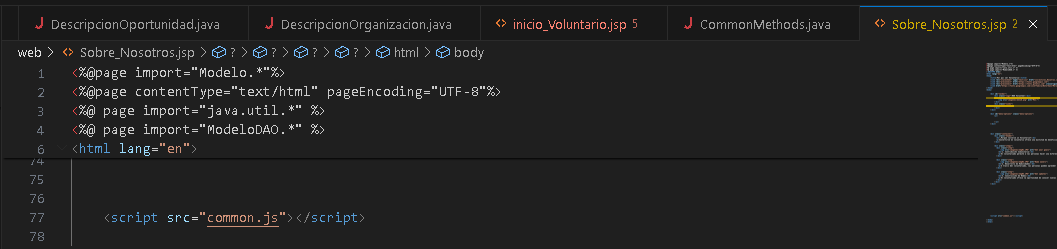 DescripcionOportunidad.java DescripcionOrganizacion.java inicio_Voluntario.jsp 5 CommonMethods.java Sobre_Nosotros.jsp 2
web > Sobre_Nosotros.jsp > ? > ? > ? > ? > html > body
1 <%@page import="Modelo.*"%>
2 <%@page contentType="text/html" pageEncoding="UTF-8"%>
3 <%@ page import="java.util.*" %>
4 <%@ page import="ModeloDAO.*" %>
6 <html lang="en">
74
75
76
77 <script src="common.js"></script>
78